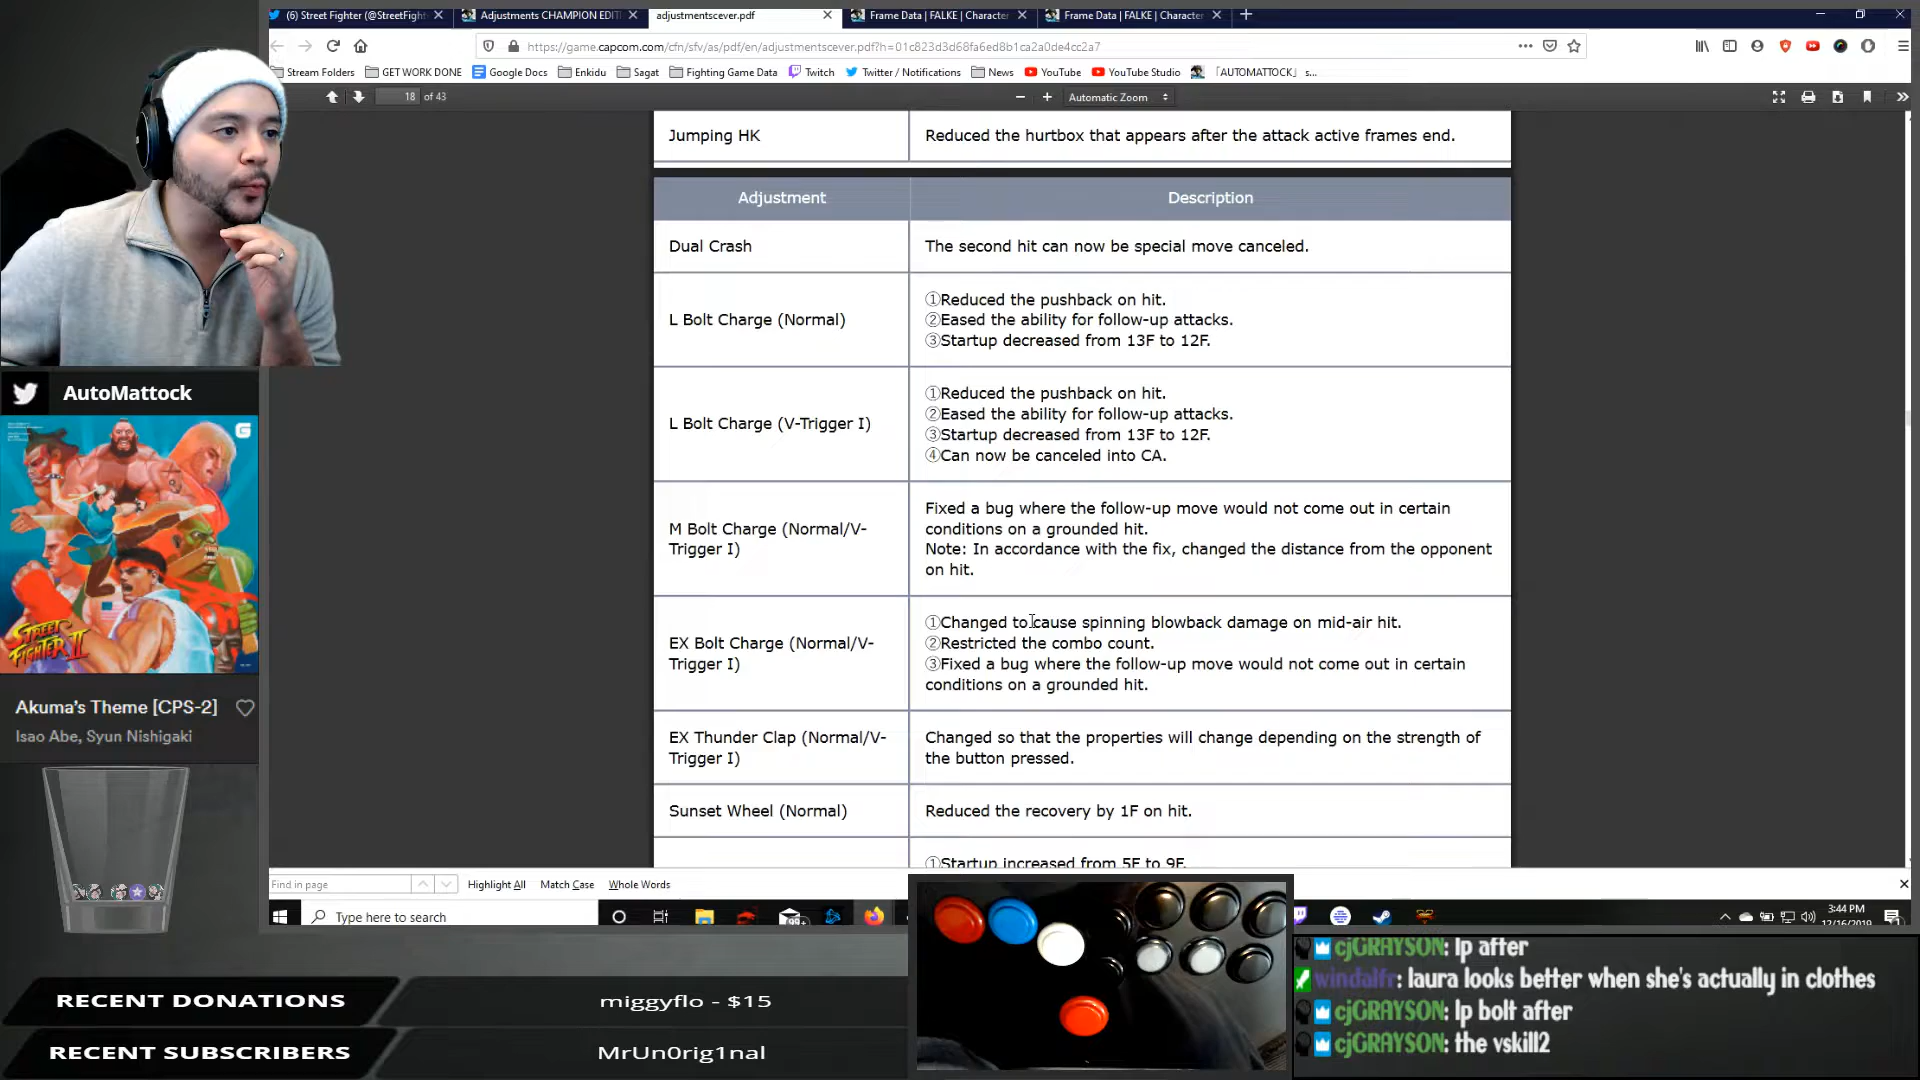 (6) Street Fighter (@StreetFigh
Adjustments CHAMPION EDITI
adjustmentscever.pdf
Frame Data | FALKE | Character
Frame Data | FALKE | Character
https://game.capcom.com/cfn/sfv/as/pdf/en/adjustmentscever.pdf?h=01c823d3d68fa6ed8b1ca2a0de4cc2a7
Stream Folders
GET WORK DONE
Google Docs
Enkidu
Sagat
Fighting Game Data
Twitch
Twitter / Notifications
News
YouTube
YouTube Studio
「AUTOMATTOCK」 s...
18 of 43
Automatic Zoom
Jumping HK
Reduced the hurtbox that appears after the attack active frames end.
Adjustment
Description
Dual Crash
The second hit can now be special move canceled.
L Bolt Charge (Normal)
①Reduced the pushback on hit.
②Eased the ability for follow-up attacks.
③Startup decreased from 13F to 12F.
L Bolt Charge (V-Trigger I)
①Reduced the pushback on hit.
②Eased the ability for follow-up attacks.
③Startup decreased from 13F to 12F.
④Can now be canceled into CA.
M Bolt Charge (Normal/V-
Trigger I)
Fixed a bug where the follow-up move would not come out in certain
conditions on a grounded hit.
Note: In accordance with the fix, changed the distance from the opponent
on hit.
EX Bolt Charge (Normal/V-
Trigger I)
①Changed to cause spinning blowback damage on mid-air hit.
②Restricted the combo count.
③Fixed a bug where the follow-up move would not come out in certain
conditions on a grounded hit.
EX Thunder Clap (Normal/V-
Trigger I)
Changed so that the properties will change depending on the strength of
the button pressed.
Sunset Wheel (Normal)
Reduced the recovery by 1F on hit.
①Startup increased from 5F to 9F.
Find in page
Highlight All
Match Case
Whole Words
Type here to search
99+
3:44 PM
12/16/2019
AutoMattock
STREET FIGHTER II
Akuma's Theme [CPS-2]
Isao Abe, Syun Nishigaki
RECENT DONATIONS
miggyflo - $15
RECENT SUBSCRIBERS
MrUn0rig1nal
cjGRAYSON: lp after
windalfr: laura looks better when she's actually in clothes
cjGRAYSON: lp bolt after
cjGRAYSON: the vskill2